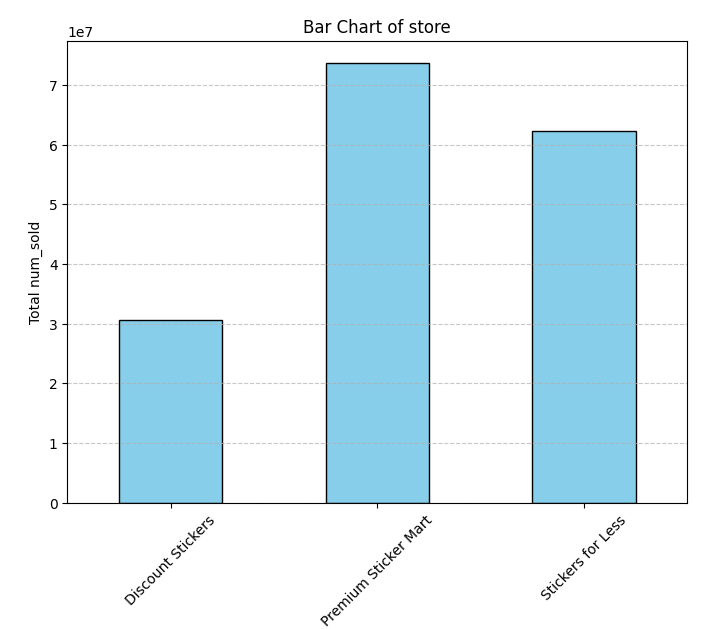 Bar Chart of store
1e7
7
6
5
4
3
2
1
0
Total num_sold
Discount Stickers
Premium Sticker Mart
Stickers for Less